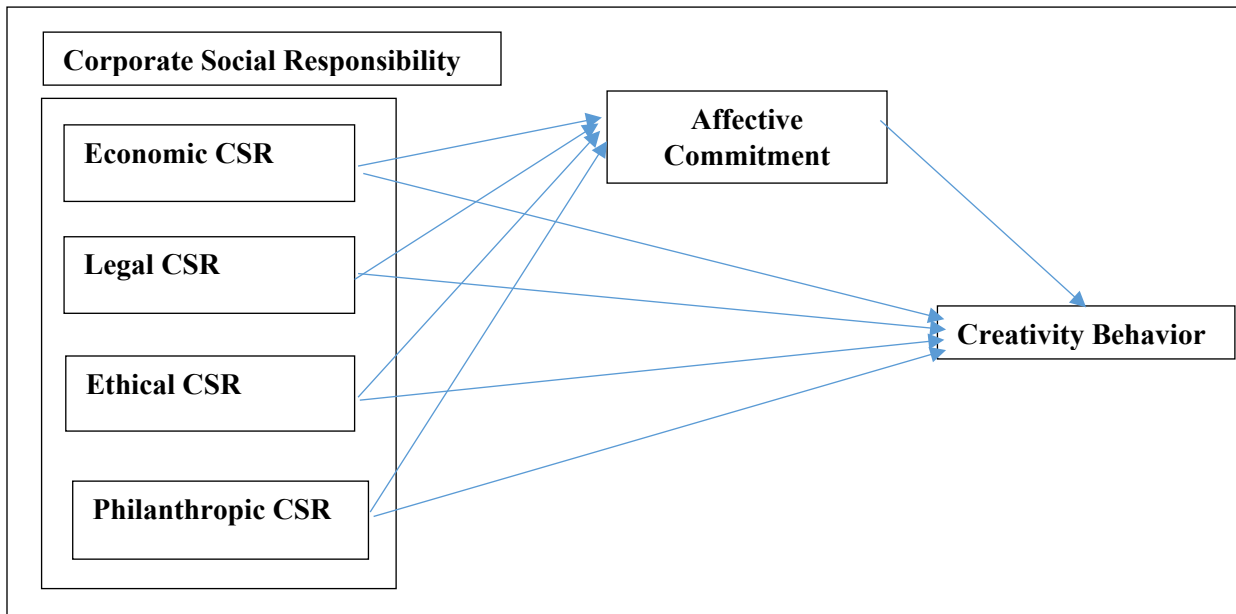 Corporate Social Responsibility
Economic CSR
Legal CSR
Ethical CSR
Philanthropic CSR
Affective
Commitment
Creativity Behavior